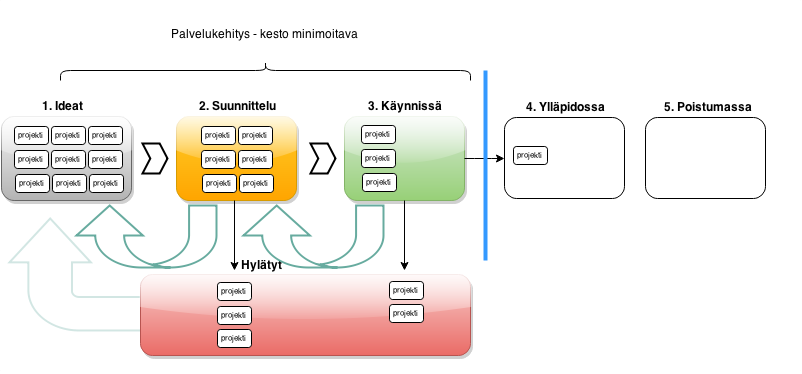 Palvelukehitys - kesto minimoitava
1. Ideat
2. Suunnittelu
3. Käynnissä
4. Ylläpidossa
5. Poistumassa
projekti projekti projekti
projekti projekti projekti
projekti projekti projekti
projekti projekti
projekti projekti
projekti projekti
projekti
projekti
projekti
projekti
Hylätyt
projekti
projekti
projekti
projekti
projekti